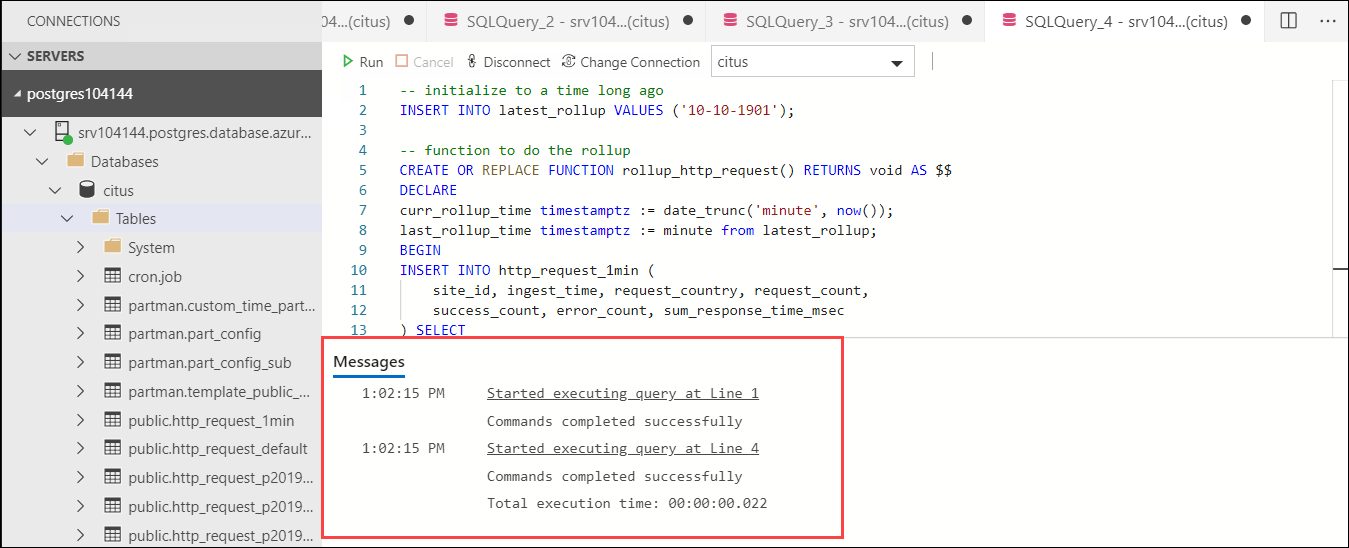 CONNECTIONS
SERVERS
postgres104144
srv104144.postgres.database.azur...
Databases
citus
Tables
System
cron.job
partman.custom_time_part...
partman.part_config
partman.part_config_sub
partman.template_public_...
public.http_request_1min
public.http_request_default
public.http_request_p2019...
public.http_request_p2019...
public.http_request_p2019...
104...(citus)
SQLQuery_2 - srv104...(citus)
SQLQuery_3 - srv104...(citus)
SQLQuery_4 - srv104...(citus)
Run Cancel Disconnect Change Connection citus
1 -- initialize to a time long ago
2 INSERT INTO latest_rollup VALUES ('10-10-1901');
3
4 -- function to do the rollup
5 CREATE OR REPLACE FUNCTION rollup_http_request() RETURNS void AS $$
6 DECLARE
7 curr_rollup_time timestamptz := date_trunc('minute', now());
8 last_rollup_time timestamptz := minute from latest_rollup;
9 BEGIN
10 INSERT INTO http_request_1min (
11 site_id, ingest_time, request_country, request_count,
12 success_count, error_count, sum_response_time_msec
13 ) SELECT
Messages
1:02:15 PM Started executing query at Line 1
Commands completed successfully
1:02:15 PM Started executing query at Line 4
Commands completed successfully
Total execution time: 00:00:00.022